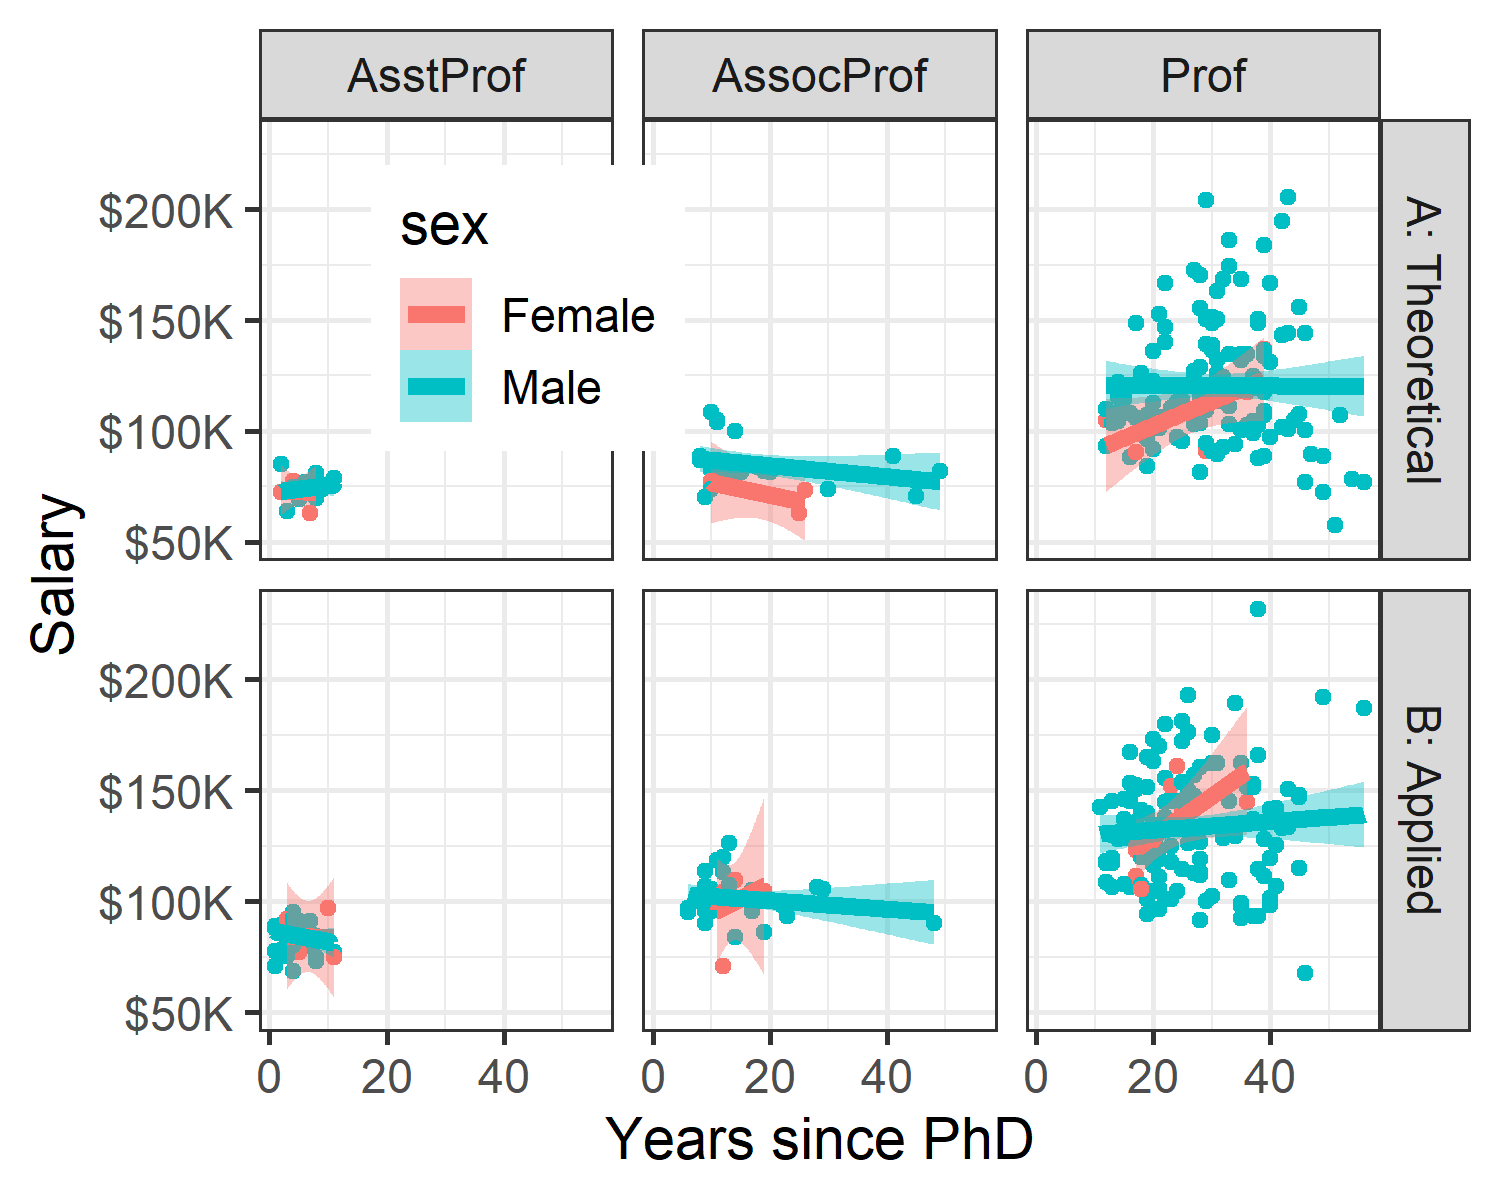 AsstProf
AssocProf
Prof
$200K
$150K
$100K
$50K
sex
Female
Male
A: Theoretical
Salary
$200K
$150K
$100K
$50K
B: Applied
0 20 40
0 20 40
0 20 40
Years since PhD